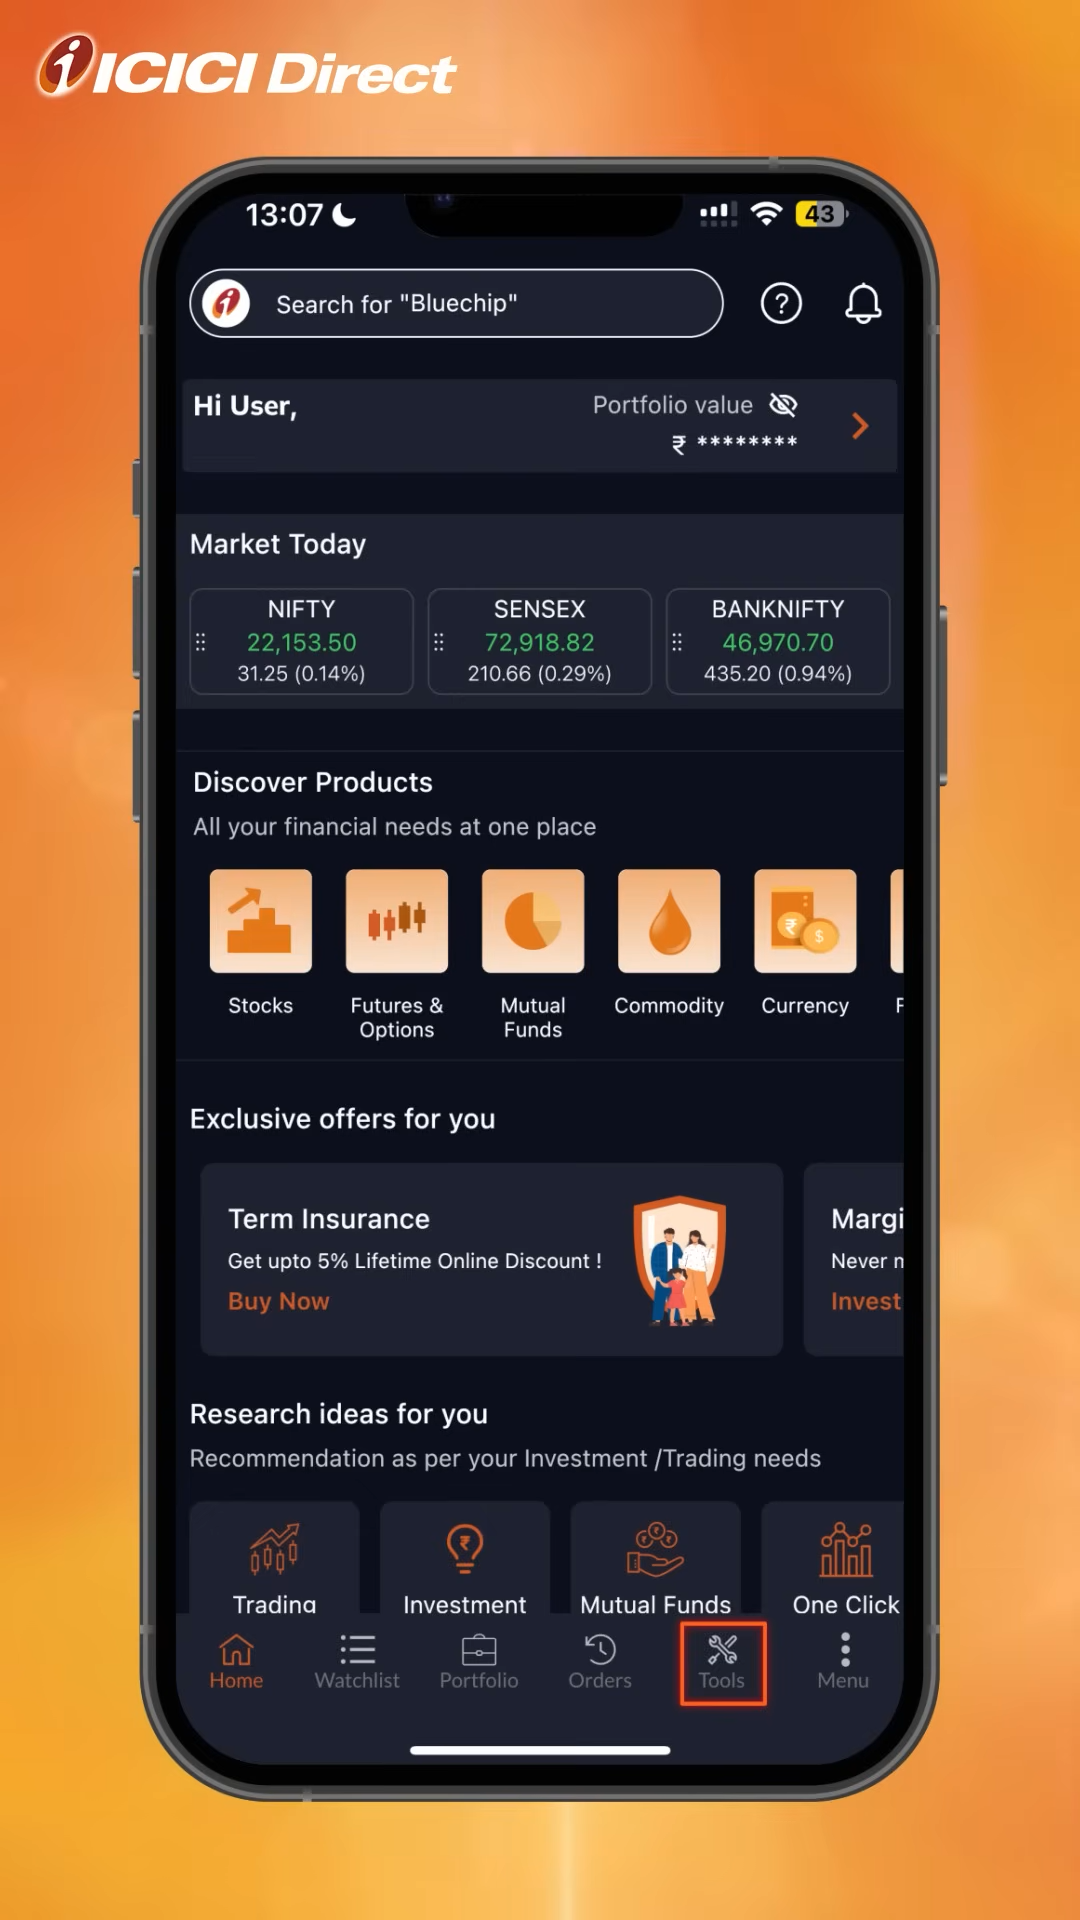 ICICI Direct
13:07
43
Search for "Bluechip"
?
Hi User,
Portfolio value
₹ ********
Market Today
NIFTY
22,153.50
31.25 (0.14%)
SENSEX
72,918.82
210.66 (0.29%)
BANKNIFTY
46,970.70
435.20 (0.94%)
Discover Products
All your financial needs at one place
Stocks
Futures &
Options
Mutual
Funds
Commodity
Currency
F
Exclusive offers for you
Term Insurance
Get upto 5% Lifetime Online Discount !
Buy Now
Margi
Never
Invest
Research ideas for you
Recommendation as per your Investment /Trading needs
Trading
Investment
Mutual Funds
One Click
Home
Watchlist
Portfolio
Orders
Tools
Menu